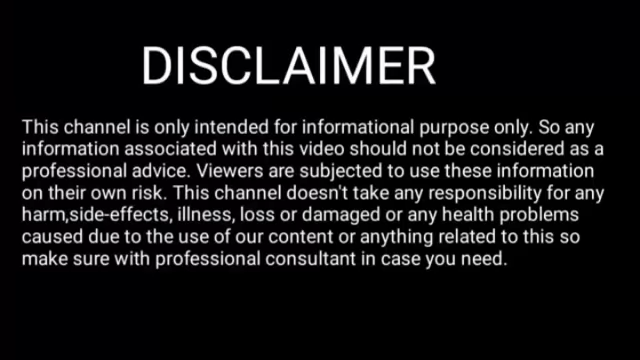 DISCLAIMER
This channel is only intended for informational purpose only. So any
information associated with this video should not be considered as a
professional advice. Viewers are subjected to use these information
on their own risk. This channel doesn't take any responsibility for any
harm,side-effects, illness, loss or damaged or any health problems
caused due to the use of our content or anything related to this so
make sure with professional consultant in case you need.